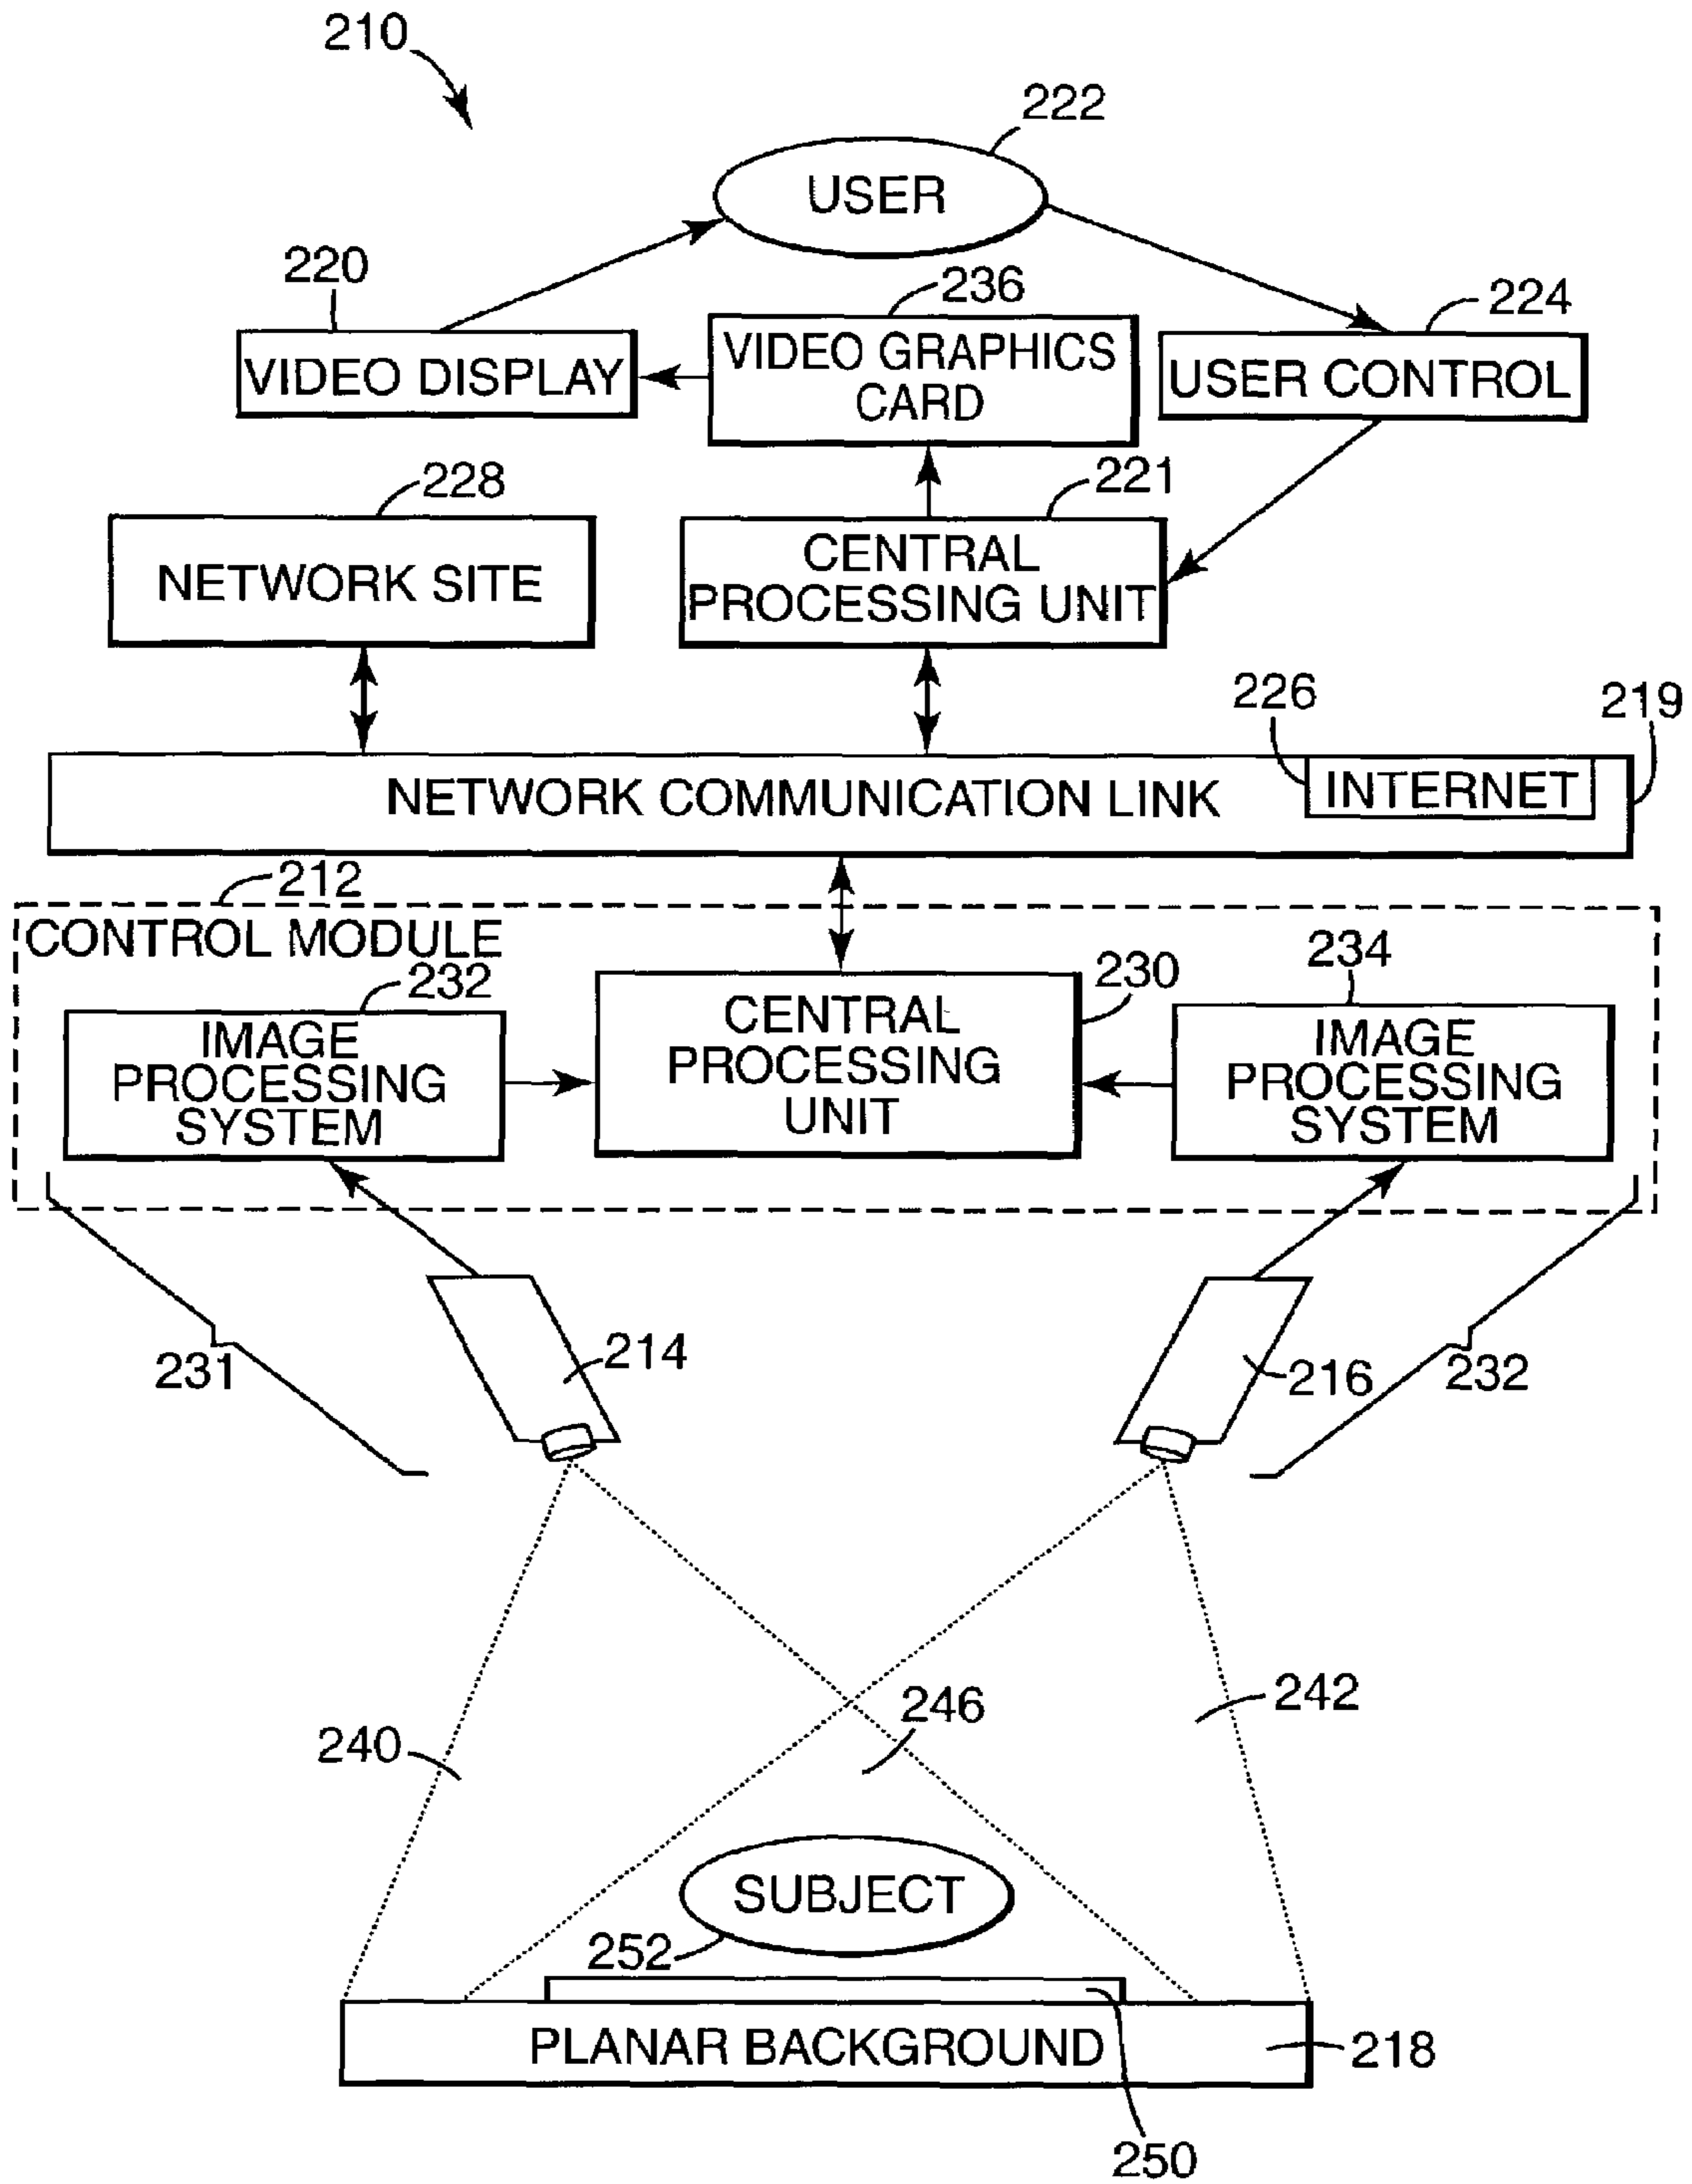 210
222
USER
220
236
224
VIDEO DISPLAY
VIDEO GRAPHICS
CARD
USER CONTROL
228
221
NETWORK SITE
CENTRAL
PROCESSING UNIT
226
219
NETWORK COMMUNICATION LINK
INTERNET
212
CONTROL MODULE
232
230
234
IMAGE
PROCESSING
SYSTEM
CENTRAL
PROCESSING
UNIT
IMAGE
PROCESSING
SYSTEM
231
214
216
232
240
246
242
SUBJECT
252
PLANAR BACKGROUND
218
250